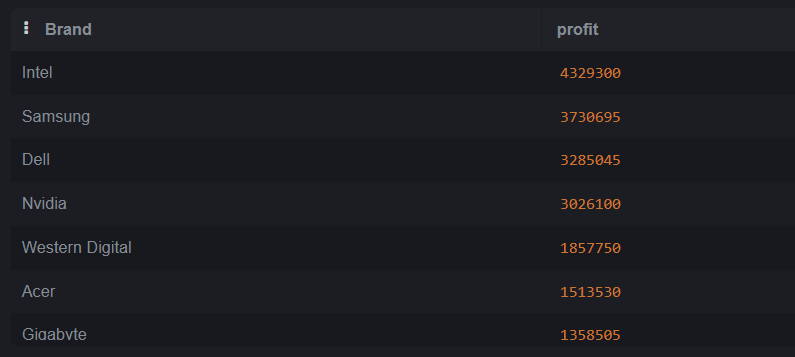 Brand profit
Intel 4329300
Samsung 3730695
Dell 3285045
Nvidia 3026100
Western Digital 1857750
Acer 1513530
Gigabyte 1358505